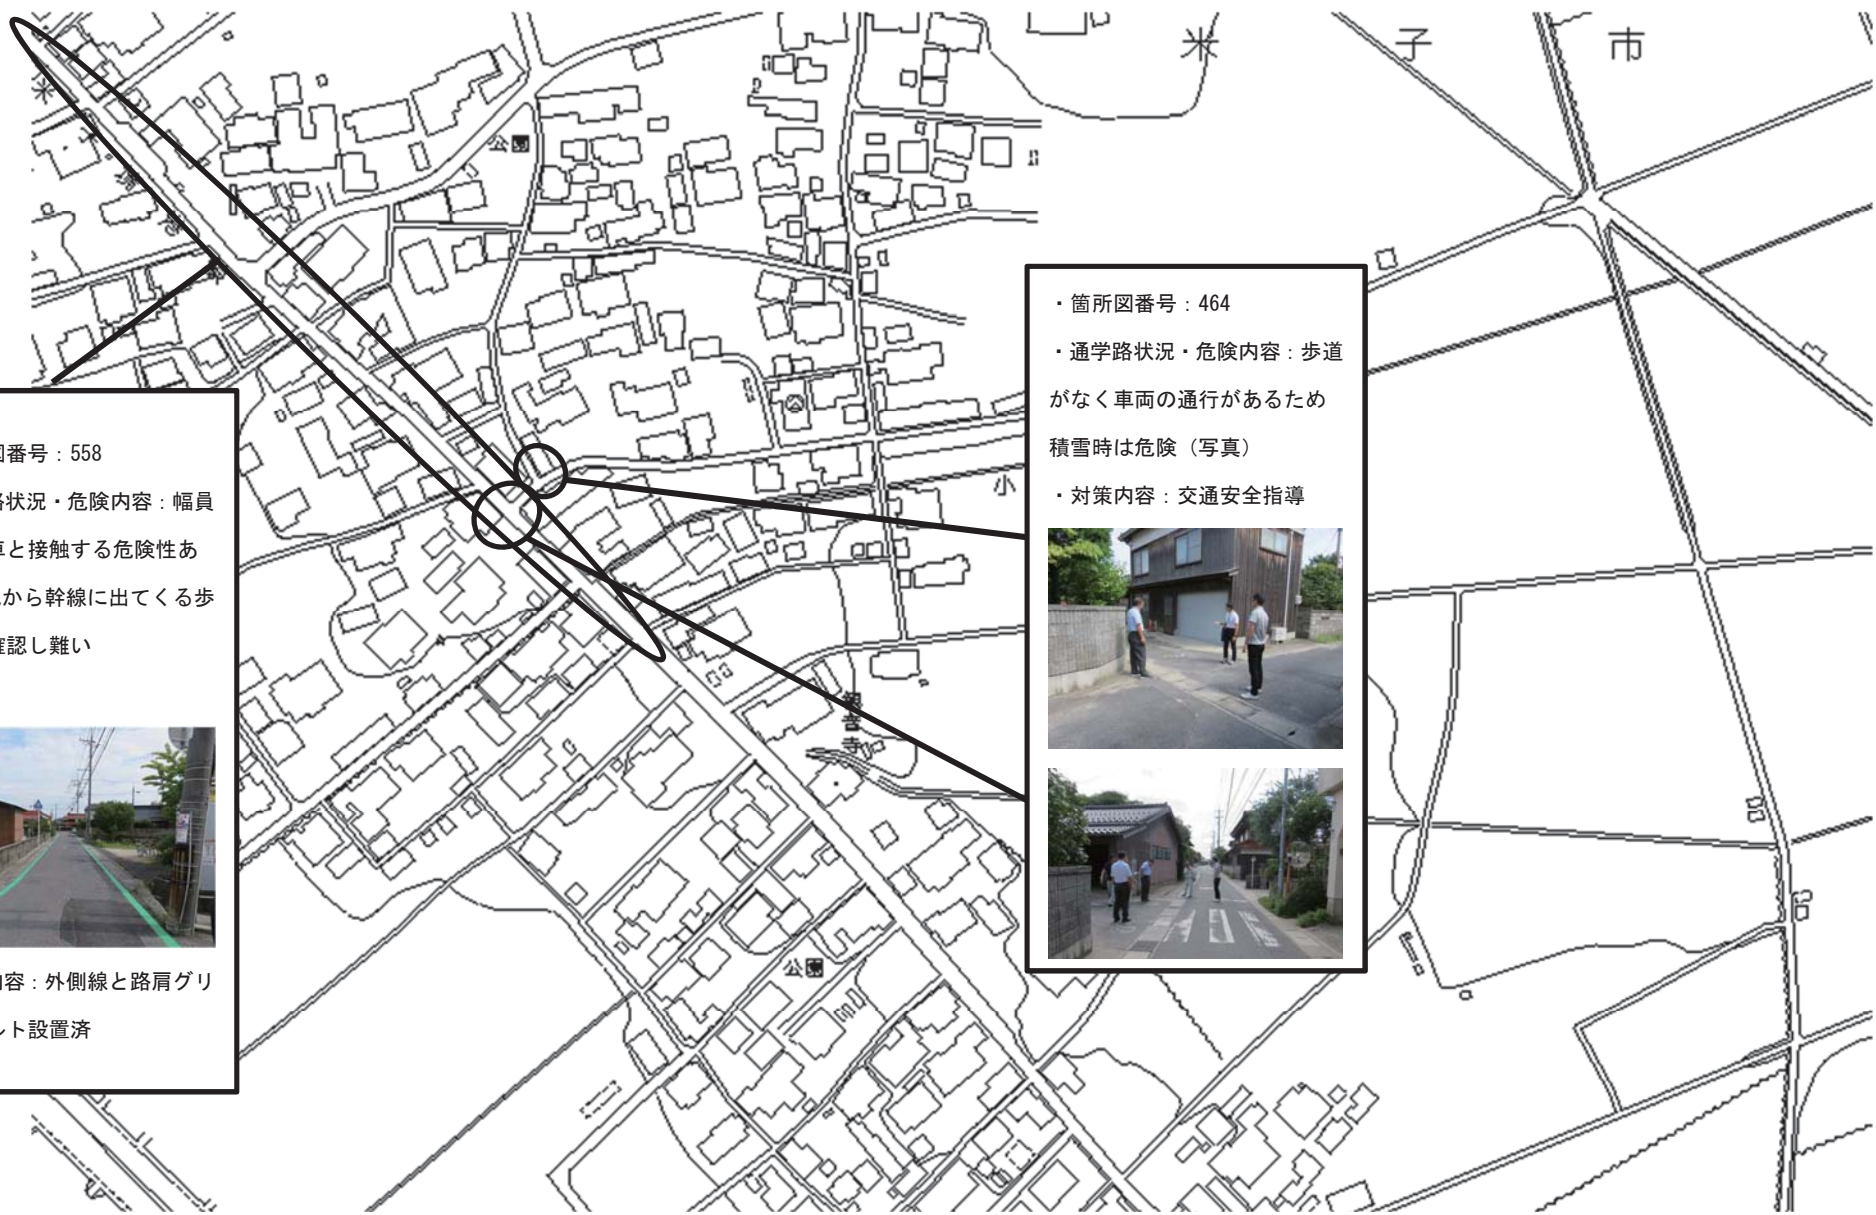 米 子 市
公園
・箇所図番号：464
・通学路状況・危険内容：歩道
がなく車両の通行があるため
積雪時は危険（写真）
・対策内容：交通安全指導
小
図番号：558
路状況・危険内容：幅員
車と接触する危険性あ
から幹線に出てくる歩
確認し難い
内容：外側線と路肩グリ
ルト設置済
観音寺
公園